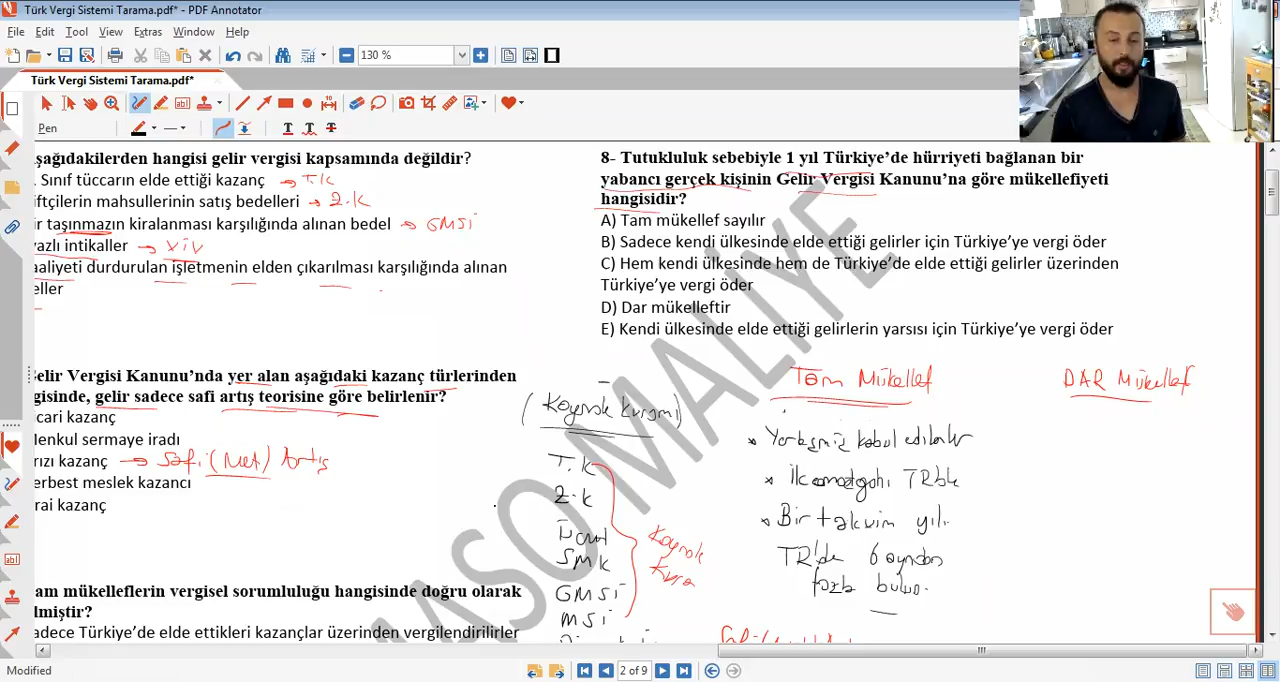 Türk Vergi Sistemi Tarama.pdf* - PDF Annotator
File Edit Tool View Extras Window Help
130 %
Türk Vergi Sistemi Tarama.pdf*
Pen
aşağıdakilerden hangisi gelir vergisi kapsamında değildir?
. Sınıf tüccarın elde ettiği kazanç → T.K
iftçilerin mahsullerinin satış bedelleri → Z.K
ir taşınmazın kiralanması karşılığında alınan bedel → GMSİ
vazlı intikaller → VİV
aaliyeti durdurulan işletmenin elden çıkarılması karşılığında alınan
eller
Gelir Vergisi Kanunu’nda yer alan aşağıdaki kazanç türlerinden
gisinde, gelir sadece safi artış teorisine göre belirlenir?
cari kazanç
Menkul sermaye iradı
rızi kazanç → Safi (Net) Artış
erbest meslek kazancı
rai kazanç
am mükelleflerin vergisel sorumluluğu hangisinde doğru olarak
ilmiştir?
adece Türkiye’de elde ettikleri kazançlar üzerinden vergilendirilirler
8- Tutukluluk sebebiyle 1 yıl Türkiye’de hürriyeti bağlanan bir
yabancı gerçek kişinin Gelir Vergisi Kanunu’na göre mükellefiyeti
hangisidir?
A) Tam mükellef sayılır
B) Sadece kendi ülkesinde elde ettiği gelirler için Türkiye’ye vergi öder
C) Hem kendi ülkesinde hem de Türkiye’de elde ettiği gelirler üzerinden
Türkiye’ye vergi öder
D) Dar mükelleftir
E) Kendi ülkesinde elde ettiği gelirlerin yarısı için Türkiye’ye vergi öder
(Kaynak Kuramı)
T.K
Z.K
Ücret
SMK
GMSİ
MSİ
Kaynak
Kura
Tam Mükellef
DAR Mükellef
* Yerleşmiş kabul edilenler
* İkametgahı TR'de
* Bir takvim yılı
TR'de 6 aydan
fazla bulun.
ASO MALİYE
Modified
2 of 9